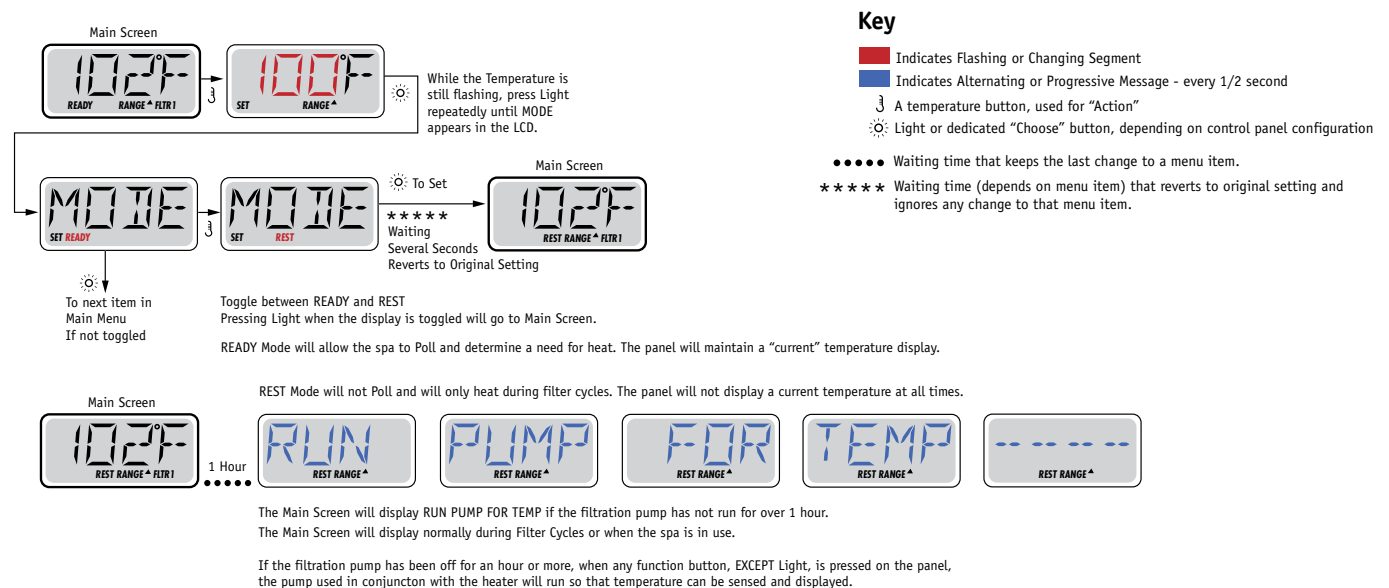 Main Screen
102°F
READY RANGE FLTR1
100°F
SET RANGE
While the Temperature is
still flashing, press Light
repeatedly until MODE
appears in the LCD.
Key
Indicates Flashing or Changing Segment
Indicates Alternating or Progressive Message - every 1/2 second
A temperature button, used for “Action”
Light or dedicated “Choose” button, depending on control panel configuration
••••• Waiting time that keeps the last change to a menu item.
***** Waiting time (depends on menu item) that reverts to original setting and
ignores any change to that menu item.
MODE
SET READY
MODE
SET REST
To Set
*****
Waiting
Several Seconds
Reverts to Original Setting
Main Screen
102°F
REST RANGE FLTR1
To next item in
Main Menu
If not toggled
Toggle between READY and REST
Pressing Light when the display is toggled will go to Main Screen.
READY Mode will allow the spa to Poll and determine a need for heat. The panel will maintain a “current” temperature display.
REST Mode will not Poll and will only heat during filter cycles. The panel will not display a current temperature at all times.
Main Screen
102°F
REST RANGE FLTR1
1 Hour
•••••
RUN
REST RANGE
PUMP
REST RANGE
FOR
REST RANGE
TEMP
REST RANGE
-- -- -- --
REST RANGE
The Main Screen will display RUN PUMP FOR TEMP if the filtration pump has not run for over 1 hour.
The Main Screen will display normally during Filter Cycles or when the spa is in use.
If the filtration pump has been off for an hour or more, when any function button, EXCEPT Light, is pressed on the panel,
the pump used in conjuncton with the heater will run so that temperature can be sensed and displayed.